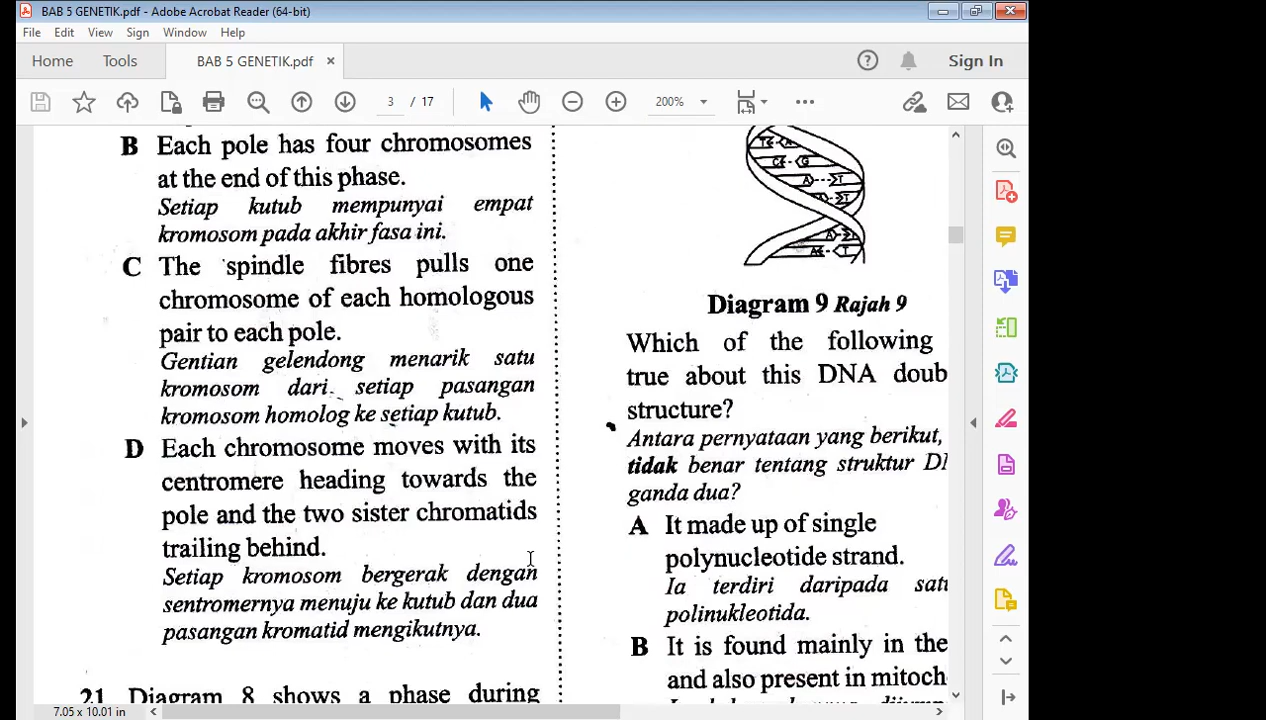 BAB 5 GENETIK.pdf - Adobe Acrobat Reader (64-bit)
File Edit View Sign Window Help
Home Tools BAB 5 GENETIK.pdf × Sign In
3 / 17 200%
B Each pole has four chromosomes
at the end of this phase.
Setiap kutub mempunyai empat
kromosom pada akhir fasa ini.
C The spindle fibres pulls one
chromosome of each homologous
pair to each pole.
Gentian gelendong menarik satu
kromosom dari setiap pasangan
kromosom homolog ke setiap kutub.
D Each chromosome moves with its
centromere heading towards the
pole and the two sister chromatids
trailing behind.
Setiap kromosom bergerak dengan
sentromernya menuju ke kutub dan dua
pasangan kromatid mengikutnya.
21 Diagram 8 shows a phase during
C G
A T
T
A
A T
Diagram 9 Rajah 9
Which of the following
true about this DNA doub
structure?
Antara pernyataan yang berikut,
tidak benar tentang struktur DI
ganda dua?
A It made up of single
polynucleotide strand.
Ia terdiri daripada satu
polinukleotida.
B It is found mainly in the
and also present in mitoch
7.05 x 10.01 in